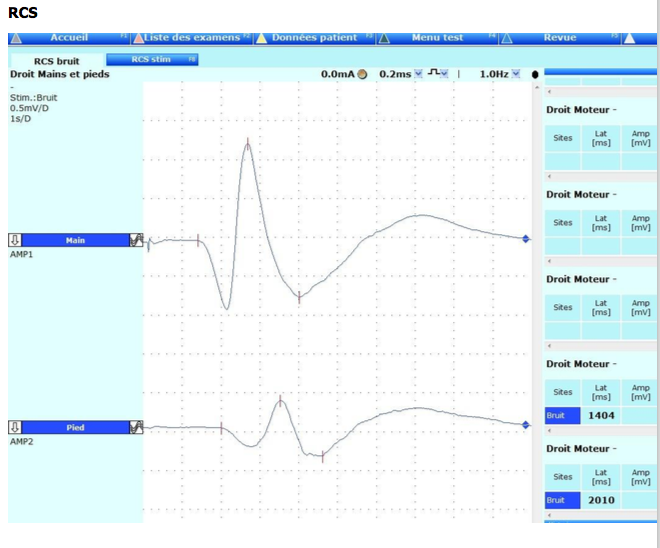 RCS
Accueil F1 Liste des examens F2 Données patient F3 Menu test F4 Revue F5
RCS bruit RCS stim F8
Droit Mains et pieds 0.0mA 0.2ms | 1.0Hz
-
Stim.:Bruit
0.5mV/D
1s/D
Main
AMP1
Pied
AMP2
Droit Moteur -
Sites Lat [ms] Amp [mV]
Droit Moteur -
Sites Lat [ms] Amp [mV]
Droit Moteur -
Sites Lat [ms] Amp [mV]
Droit Moteur -
Sites Lat [ms] Amp [mV]
Bruit 1404
Droit Moteur -
Sites Lat [ms] Amp [mV]
Bruit 2010